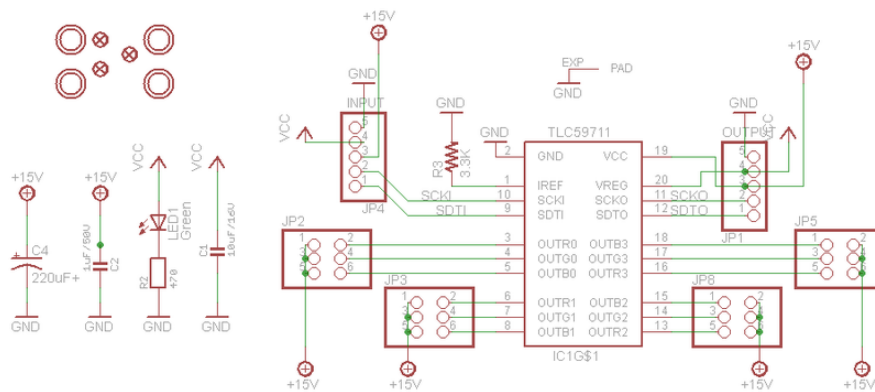 +15V
GND
INPUT
VCC
5
4
3
2
1
JP4
SCKI
SDTI
GND
R3
3.3K
EXP
PAD
GND
GND
TLC59711
2
GND
VCC
19
1
IREF
VREG
20
10
SCKI
SCKO
11
SCKO
9
SDTI
SDTO
12
SDTO
3
OUTR0
OUTB3
18
4
OUTG0
OUTG3
17
5
OUTB0
OUTR3
16
6
OUTR1
OUTB2
15
7
OUTG1
OUTG2
14
8
OUTB1
OUTR2
13
IC1G$1
GND
+15V
VCC
OUTPUT
5
4
3
2
1
JP1
JP2
1
3
5
2
4
6
+15V
JP3
1
3
5
2
4
6
+15V
JP5
1
3
5
2
+15V
JP8
1
3
5
2
+15V
+15V
+
C4
220uF+
GND
+15V
1uF/50V
C2
GND
VCC
LED1
Green
R2
470
GND
VCC
C1
10uF/16V
GND